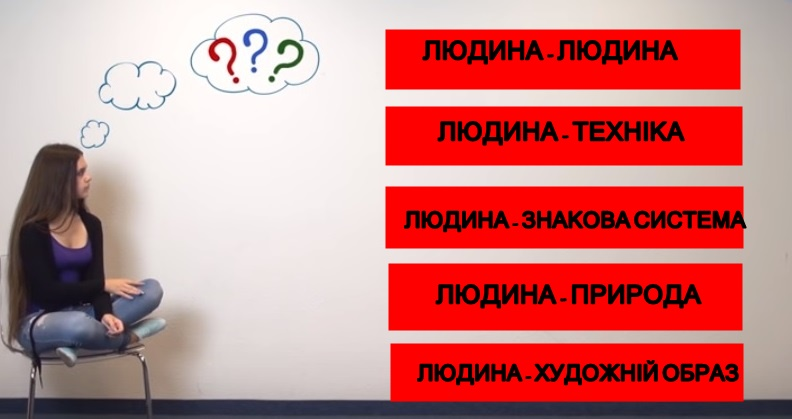 ???
ЛЮДИНА - ЛЮДИНА
ЛЮДИНА - ТЕХНІКА
ЛЮДИНА - ЗНАКОВА СИСТЕМА
ЛЮДИНА - ПРИРОДА
ЛЮДИНА - ХУДОЖНІЙ ОБРАЗ